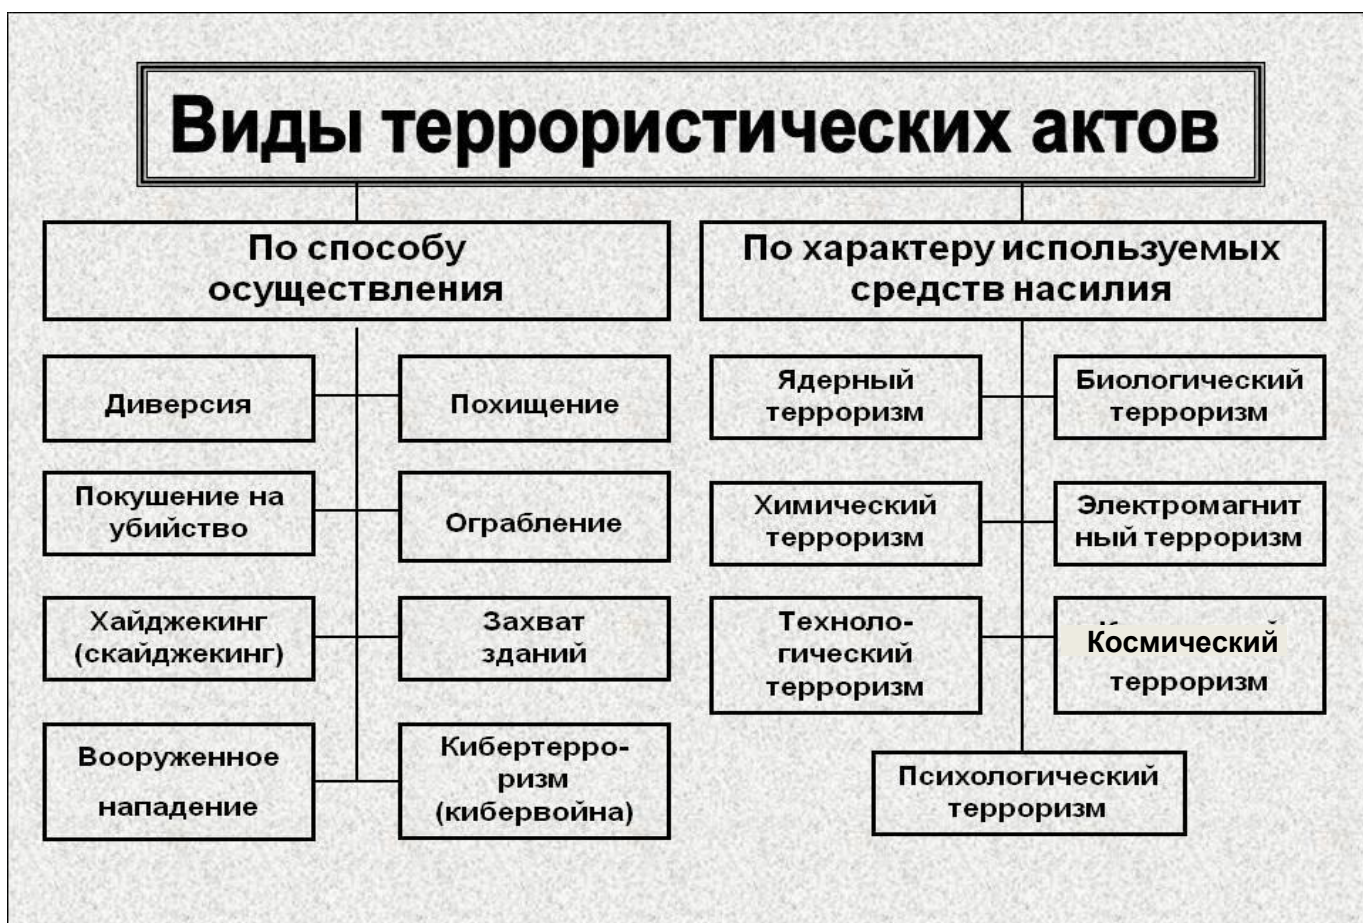 Виды террористических актов
По способу
осуществления
Диверсия
Похищение
Покушение на
убийство
Ограбление
Хайджекинг
(скайджекинг)
Захват
зданий
Вооруженное
нападение
Кибертерро-
ризм
(кибервойна)
По характеру используемых
средств насилия
Ядерный
терроризм
Биологический
терроризм
Химический
терроризм
Электромагнит
ный терроризм
Техноло-
гический
терроризм
Космический
терроризм
Психологический
терроризм